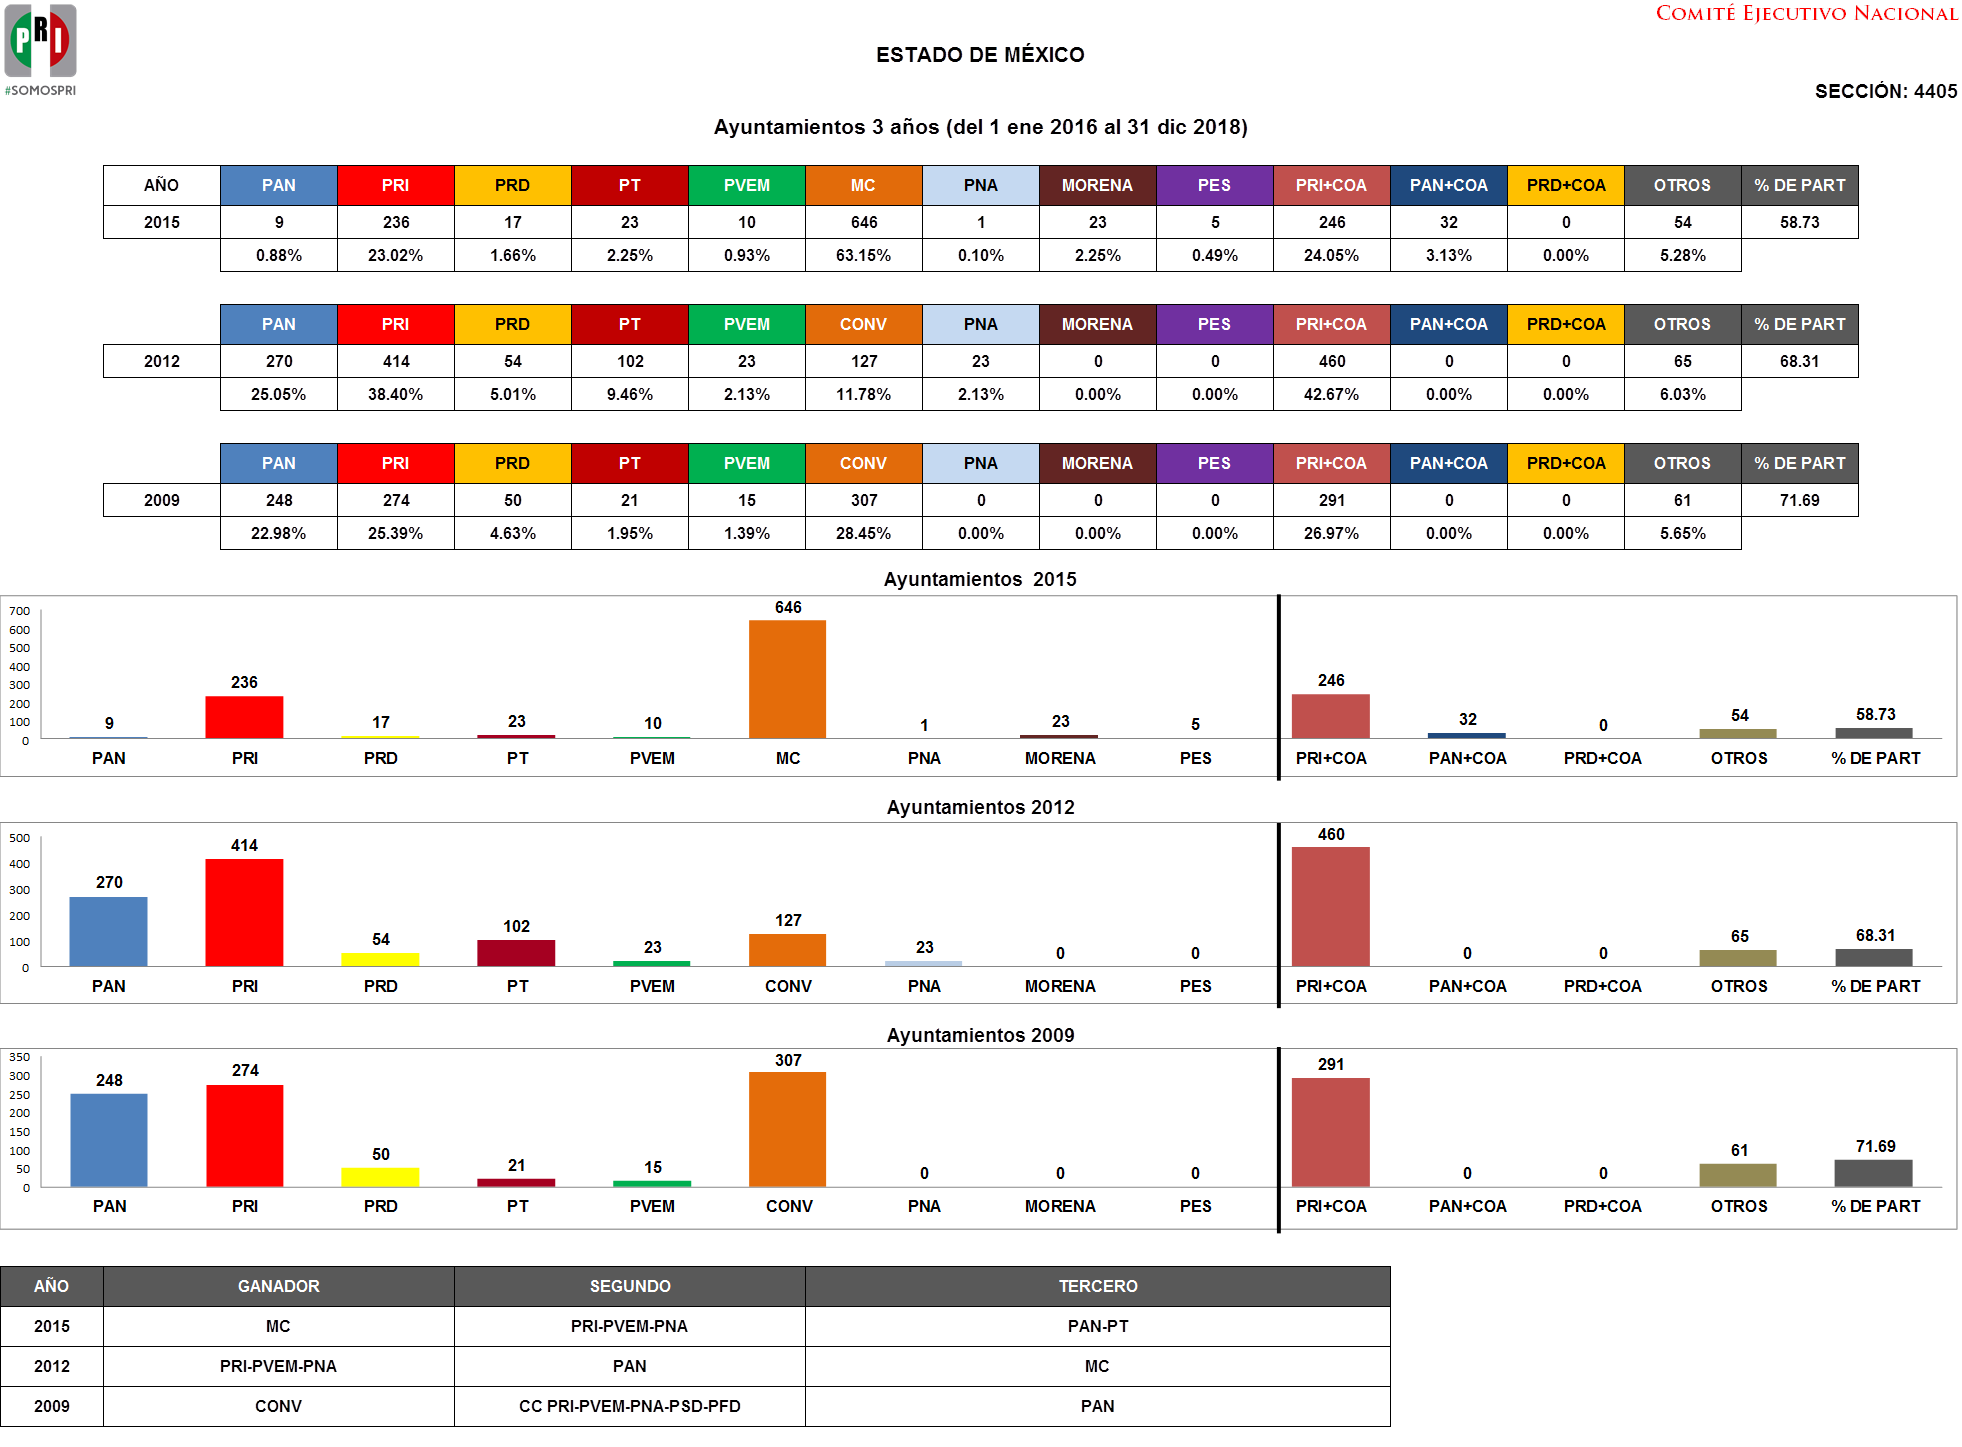 PRI
#SOMOSPRI
COMITÉ EJECUTIVO NACIONAL
ESTADO DE MÉXICO
SECCIÓN: 4405
Ayuntamientos 3 años (del 1 ene 2016 al 31 dic 2018)
AÑO PAN PRI PRD PT PVEM MC PNA MORENA PES PRI+COA PAN+COA PRD+COA OTROS % DE PART
2015 9 236 17 23 10 646 1 23 5 246 32 0 54 58.73
0.88% 23.02% 1.66% 2.25% 0.93% 63.15% 0.10% 2.25% 0.49% 24.05% 3.13% 0.00% 5.28%
PAN PRI PRD PT PVEM CONV PNA MORENA PES PRI+COA PAN+COA PRD+COA OTROS % DE PART
2012 270 414 54 102 23 127 23 0 0 460 0 0 65 68.31
25.05% 38.40% 5.01% 9.46% 2.13% 11.78% 2.13% 0.00% 0.00% 42.67% 0.00% 0.00% 6.03%
PAN PRI PRD PT PVEM CONV PNA MORENA PES PRI+COA PAN+COA PRD+COA OTROS % DE PART
2009 248 274 50 21 15 307 0 0 0 291 0 0 61 71.69
22.98% 25.39% 4.63% 1.95% 1.39% 28.45% 0.00% 0.00% 0.00% 26.97% 0.00% 0.00% 5.65%
Ayuntamientos 2015
700
600
500
400
300
200
100
0
9 236 17 23 10 646 1 23 5 246 32 0 54 58.73
PAN PRI PRD PT PVEM MC PNA MORENA PES PRI+COA PAN+COA PRD+COA OTROS % DE PART
Ayuntamientos 2012
500
400
300
200
100
0
270 414 54 102 23 127 23 0 0 460 0 0 65 68.31
PAN PRI PRD PT PVEM CONV PNA MORENA PES PRI+COA PAN+COA PRD+COA OTROS % DE PART
Ayuntamientos 2009
350
300
250
200
150
100
50
0
248 274 50 21 15 307 0 0 0 291 0 0 61 71.69
PAN PRI PRD PT PVEM CONV PNA MORENA PES PRI+COA PAN+COA PRD+COA OTROS % DE PART
AÑO GANADOR SEGUNDO TERCERO
2015 MC PRI-PVEM-PNA PAN-PT
2012 PRI-PVEM-PNA PAN MC
2009 CONV CC PRI-PVEM-PNA-PSD-PFD PAN